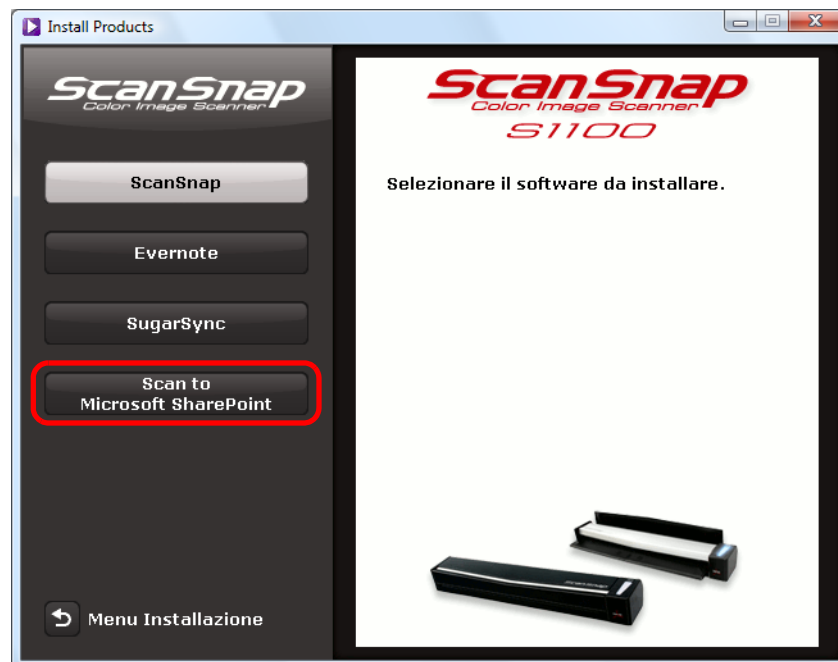 Install Products
ScanSnap
Color Image Scanner
ScanSnap
Color Image Scanner
S1100
ScanSnap
Selezionare il software da installare.
Evernote
SugarSync
Scan to
Microsoft SharePoint
ScanSnap
Menu Installazione